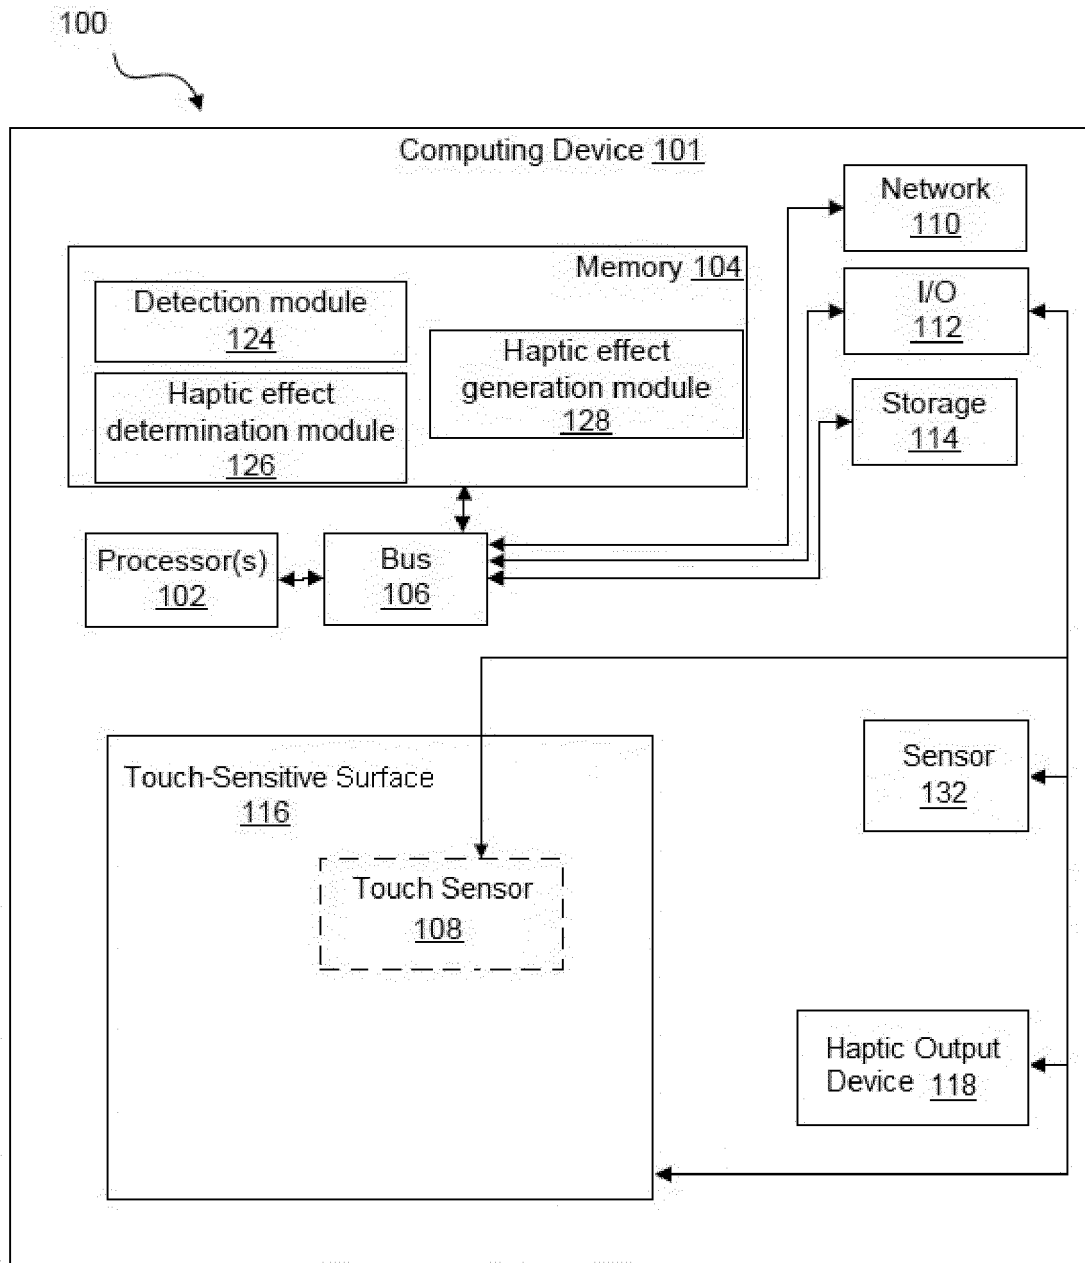 100
Computing Device 101
Network
110
Memory 104
Detection module
124
Haptic effect
determination module
126
Haptic effect
generation module
128
I/O
112
Storage
114
Processor(s)
102
Bus
106
Touch-Sensitive Surface
116
Touch Sensor
108
Sensor
132
Haptic Output
Device 118